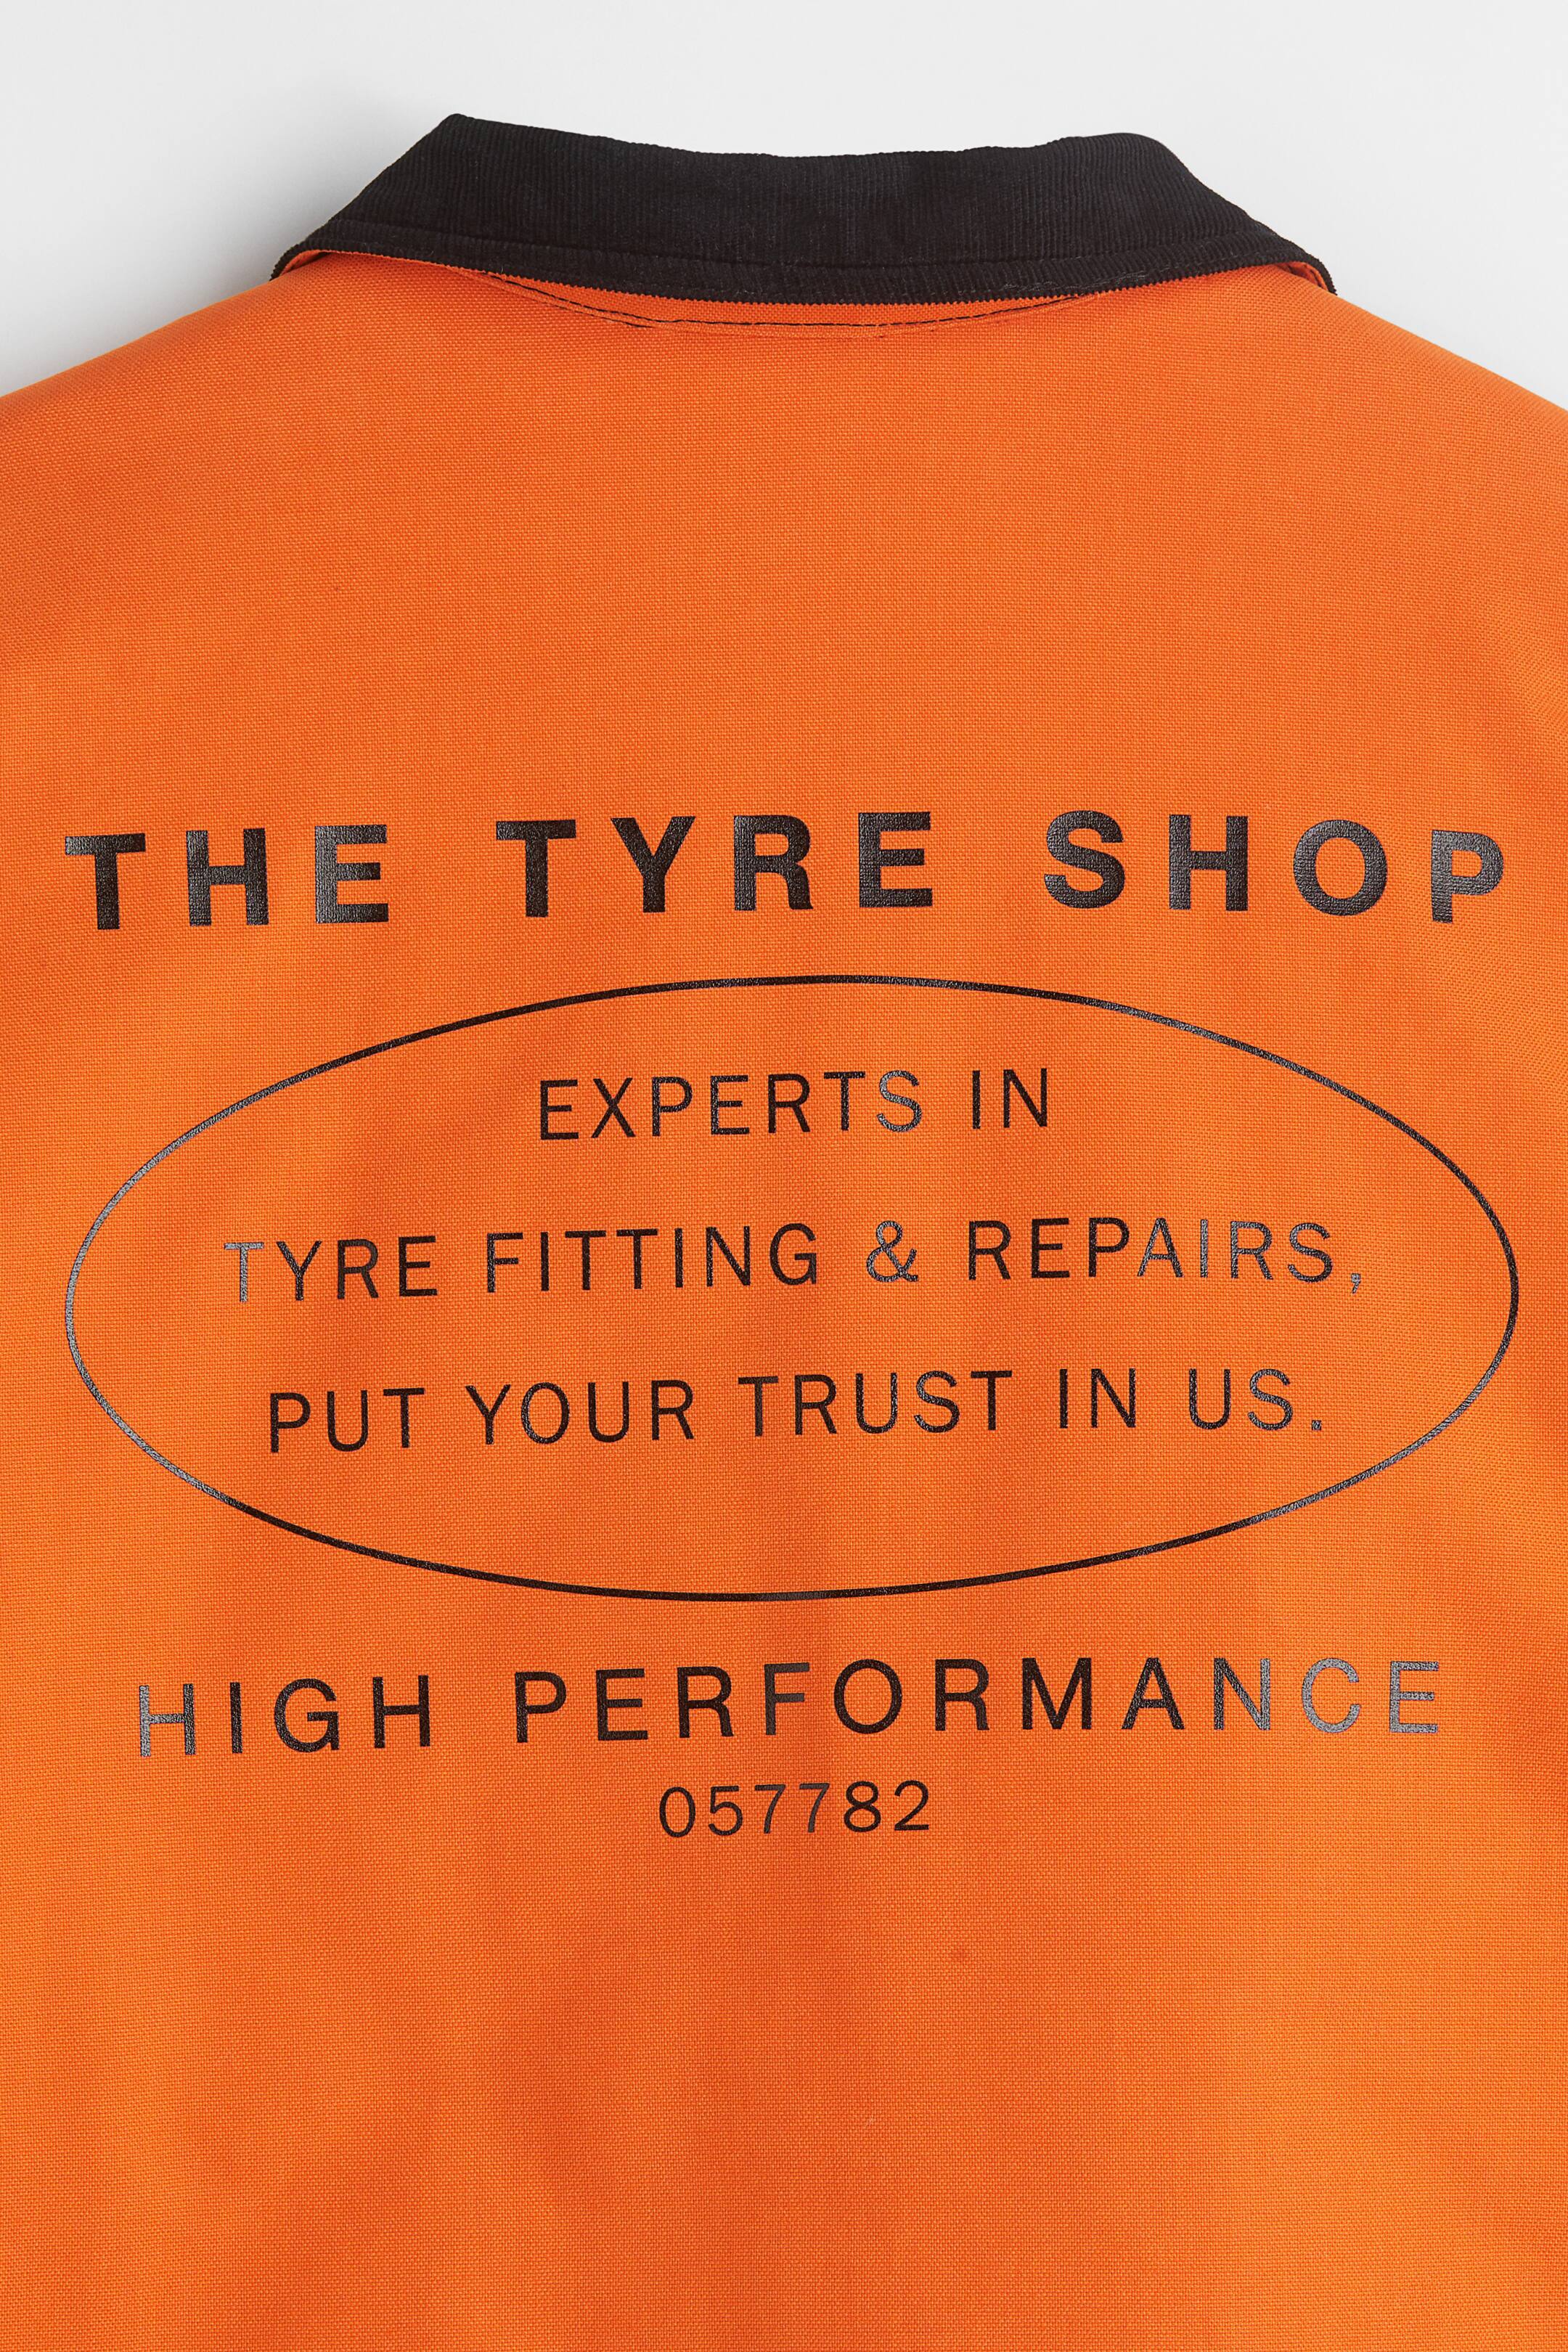 THE TYRE SHOP
EXPERTS IN
TYRE FITTING & REPAIRS,
PUT YOUR TRUST IN US.
HIGH PERFORMANCE
057782